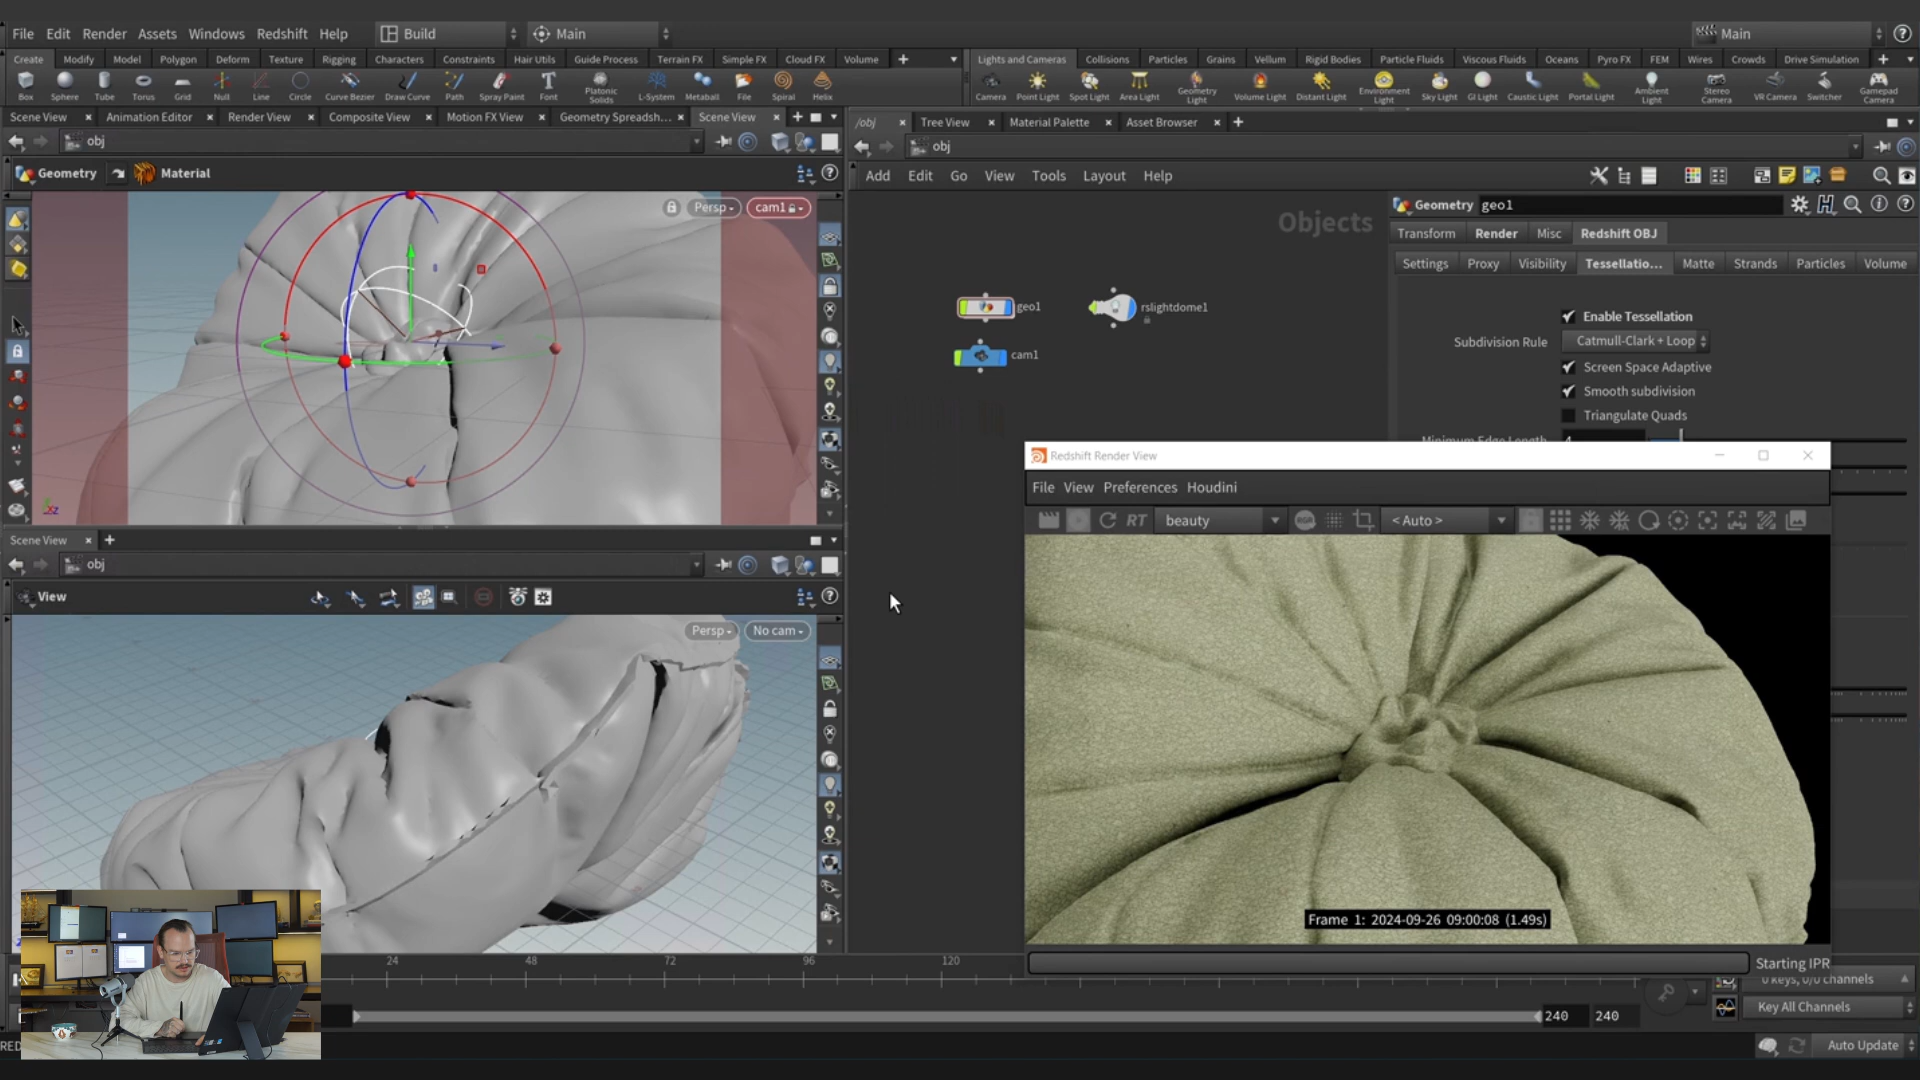 File Edit Render Assets Windows Redshift Help Build Main Main
Create Modify Model Polygon Deform Texture Rigging Characters Constraints Hair Utils Guide Process Terrain FX Simple FX Cloud FX Volume
Lights and Cameras Collisions Particles Grains Vellum Rigid Bodies Particle Fluids Viscous Fluids Oceans Pyro FX FEM Wires Crowds Drive Simulation
Box Sphere Tube Torus Grid Null Line Circle Curve Bezier Draw Curve Path Spray Paint Font Platonic Solids L-System Metaball File Spiral Helix
Camera Point Light Spot Light Area Light Geometry Light Volume Light Distant Light Environment Light Sky Light GI Light Caustic Light Portal Light Ambient Light Stereo Camera VR Camera Switcher Gamepad Camera
Scene View Animation Editor Render View Composite View Motion FX View Geometry Spreadsh... Scene View
/obj Tree View Material Palette Asset Browser
obj
obj
Geometry Material
Add Edit Go View Tools Layout Help
Persp cam1
Objects
Geometry geo1
Transform Render Misc Redshift OBJ
Settings Proxy Visibility Tessellatio... Matte Strands Particles Volume
geo1
rslightdome1
cam1
Enable Tessellation
Subdivision Rule Catmull-Clark + Loop
Screen Space Adaptive
Smooth subdivision
Triangulate Quads
Minimum Edge Length 4
Redshift Render View
File View Preferences Houdini
RT beauty < Auto >
Scene View
obj
View
Persp No cam
Frame 1: 2024-09-26 09:00:08 (1.49s)
Starting IPR
24 48 72 96 120
0 keys, 0/0 channels
240 240
Key All Channels
Auto Update